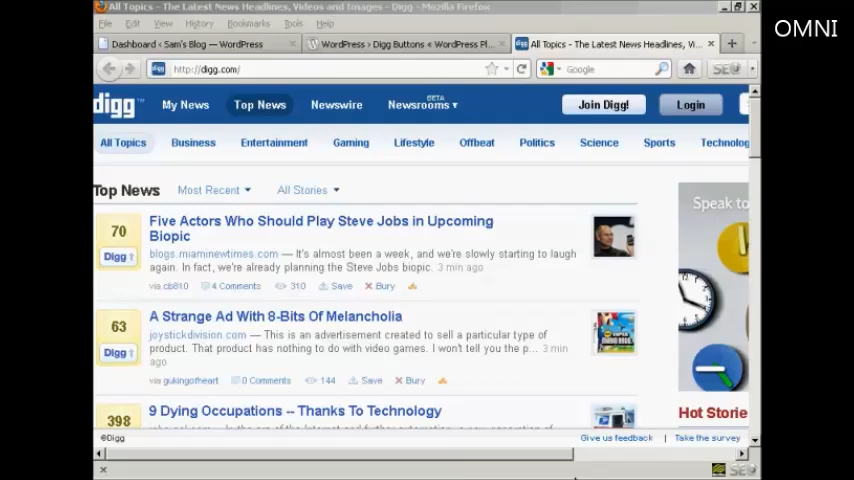 All Topics - The Latest News Headlines, Videos and Images - Digg - Mozilla Firefox
OMNI
File Edit View History Bookmarks Tools Help
Dashboard ‹ Sam's Blog — WordPress
WordPress › Digg Buttons « WordPress Pl...
All Topics - The Latest News Headlines, Vi...
http://digg.com/
Google
SEO
digg™ My News Top News Newswire Newsrooms BETA Join Digg! Login
All Topics Business Entertainment Gaming Lifestyle Offbeat Politics Science Sports Technolog
Top News Most Recent All Stories
Speak to
70
Digg
Five Actors Who Should Play Steve Jobs in Upcoming
Biopic
blogs.miaminewtimes.com — It's almost been a week, and we're slowly starting to laugh
again. In fact, we're already planning the Steve Jobs biopic. 3 min ago
via cb810 4 Comments 310 Save Bury
63
Digg
A Strange Ad With 8-Bits Of Melancholia
joystickdivision.com — This is an advertisement created to sell a particular type of
product. That product has nothing to do with video games. I won't tell you the p... 3 min
ago
via gukingofheart 0 Comments 144 Save Bury
398
9 Dying Occupations -- Thanks To Technology
Hot Storie
©Digg
Give us feedback | Take the survey
SEO